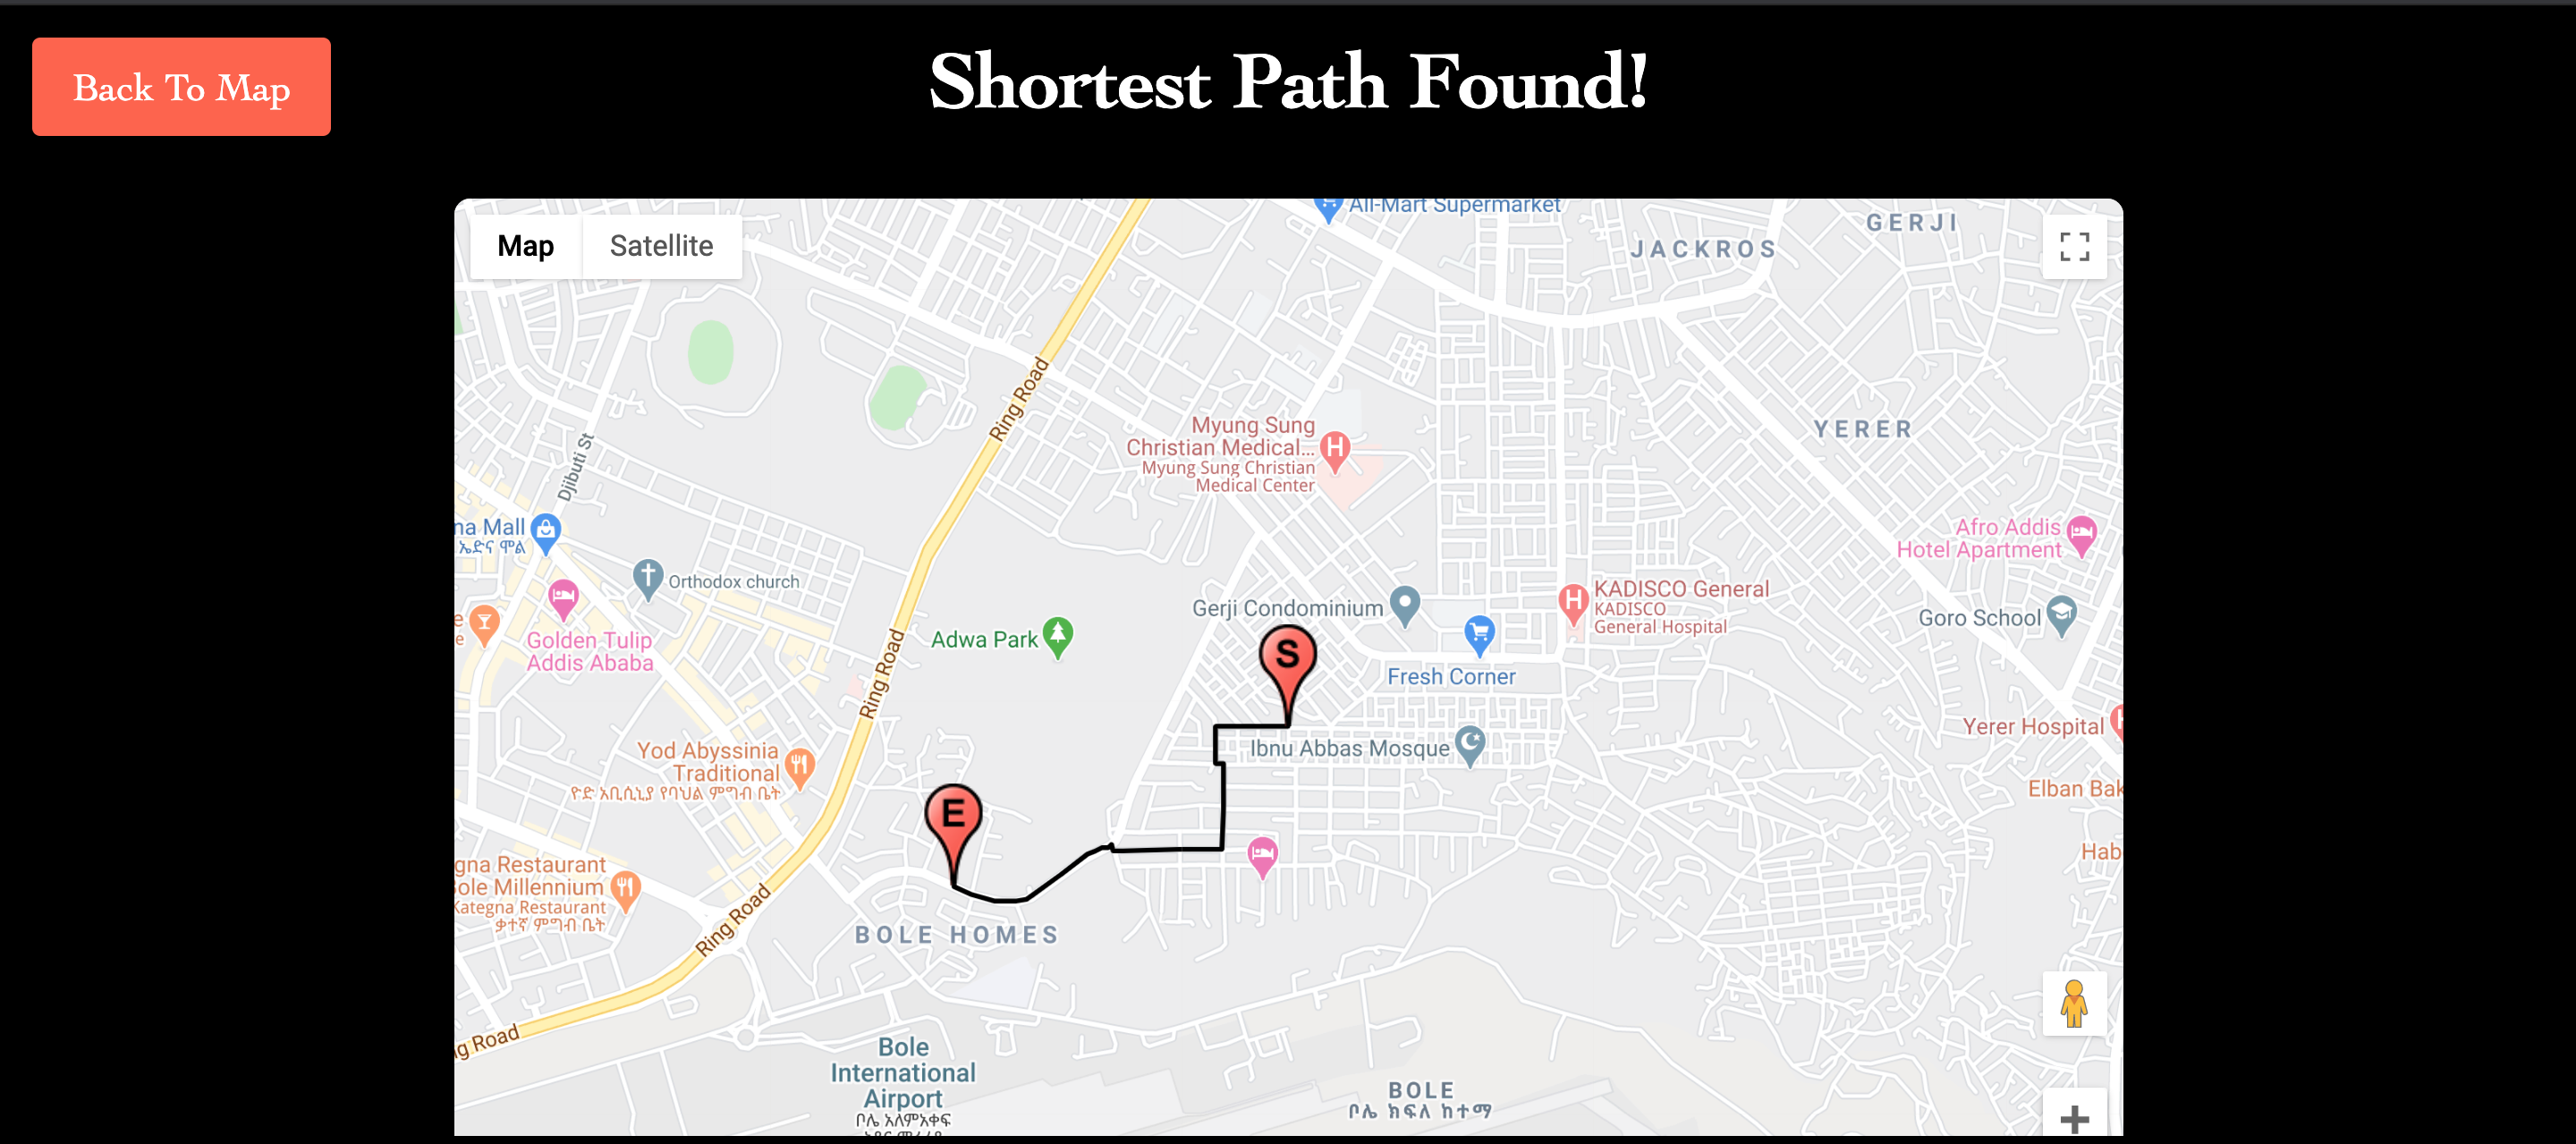 Back To Map
Shortest Path Found!
Map
Satellite
All-Mart Supermarket
GERJI
JACKROS
Ring Road
Myung Sung
Christian Medical...
Myung Sung Christian
Medical Center
H
YERER
Djibuti St
na Mall
ኤድና ሞል
Orthodox church
Afro Addis
Hotel Apartment
KADISCO General
KADISCO
General Hospital
H
Gerji Condominium
Goro School
Golden Tulip
Addis Ababa
Adwa Park
Ring Road
S
Fresh Corner
Yerer Hospital
Ibnu Abbas Mosque
Yod Abyssinia
Traditional
ዮድ አቢሲኒያ የባህል ምግብ ቤት
Elban Bak
E
Hab
gna Restaurant
Bole Millennium
Kategna Restaurant
ቃተኛ ምግብ ቤት
Ring Road
BOLE HOMES
g Road
Bole
International
Airport
ቦሌ አለምአቀፍ
BOLE
ቦሌ ክፍለ ከተማ